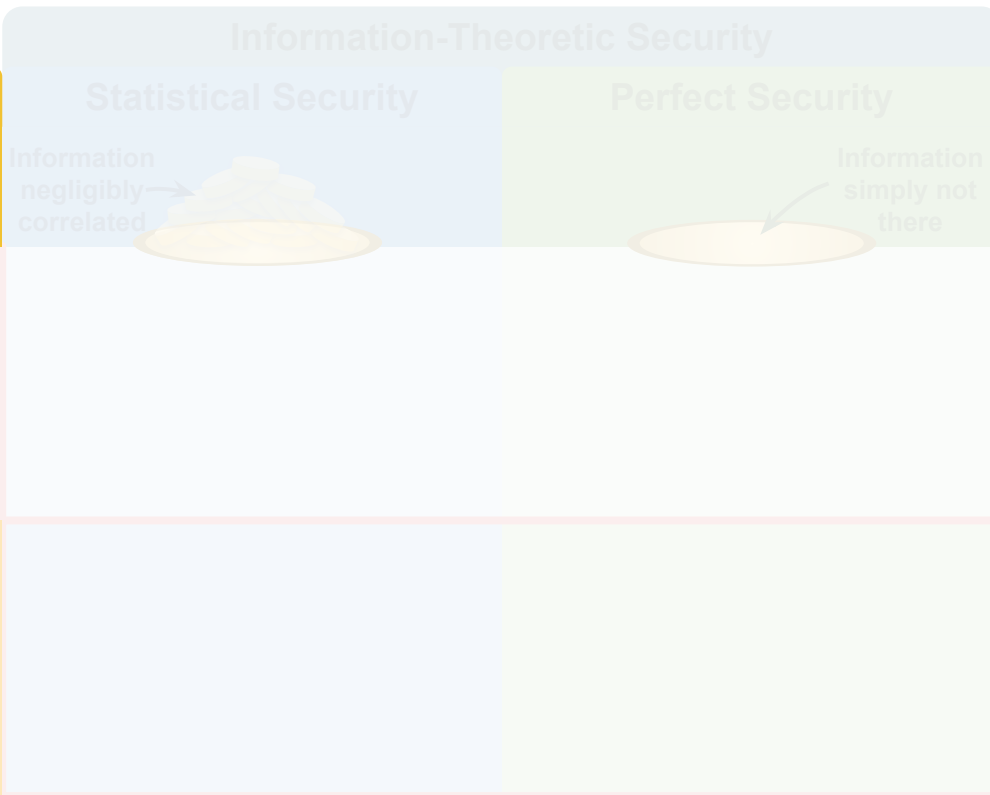 Information-Theoretic Security
Statistical Security
Perfect Security
Information
negligibly
correlated
Information
simply not
there